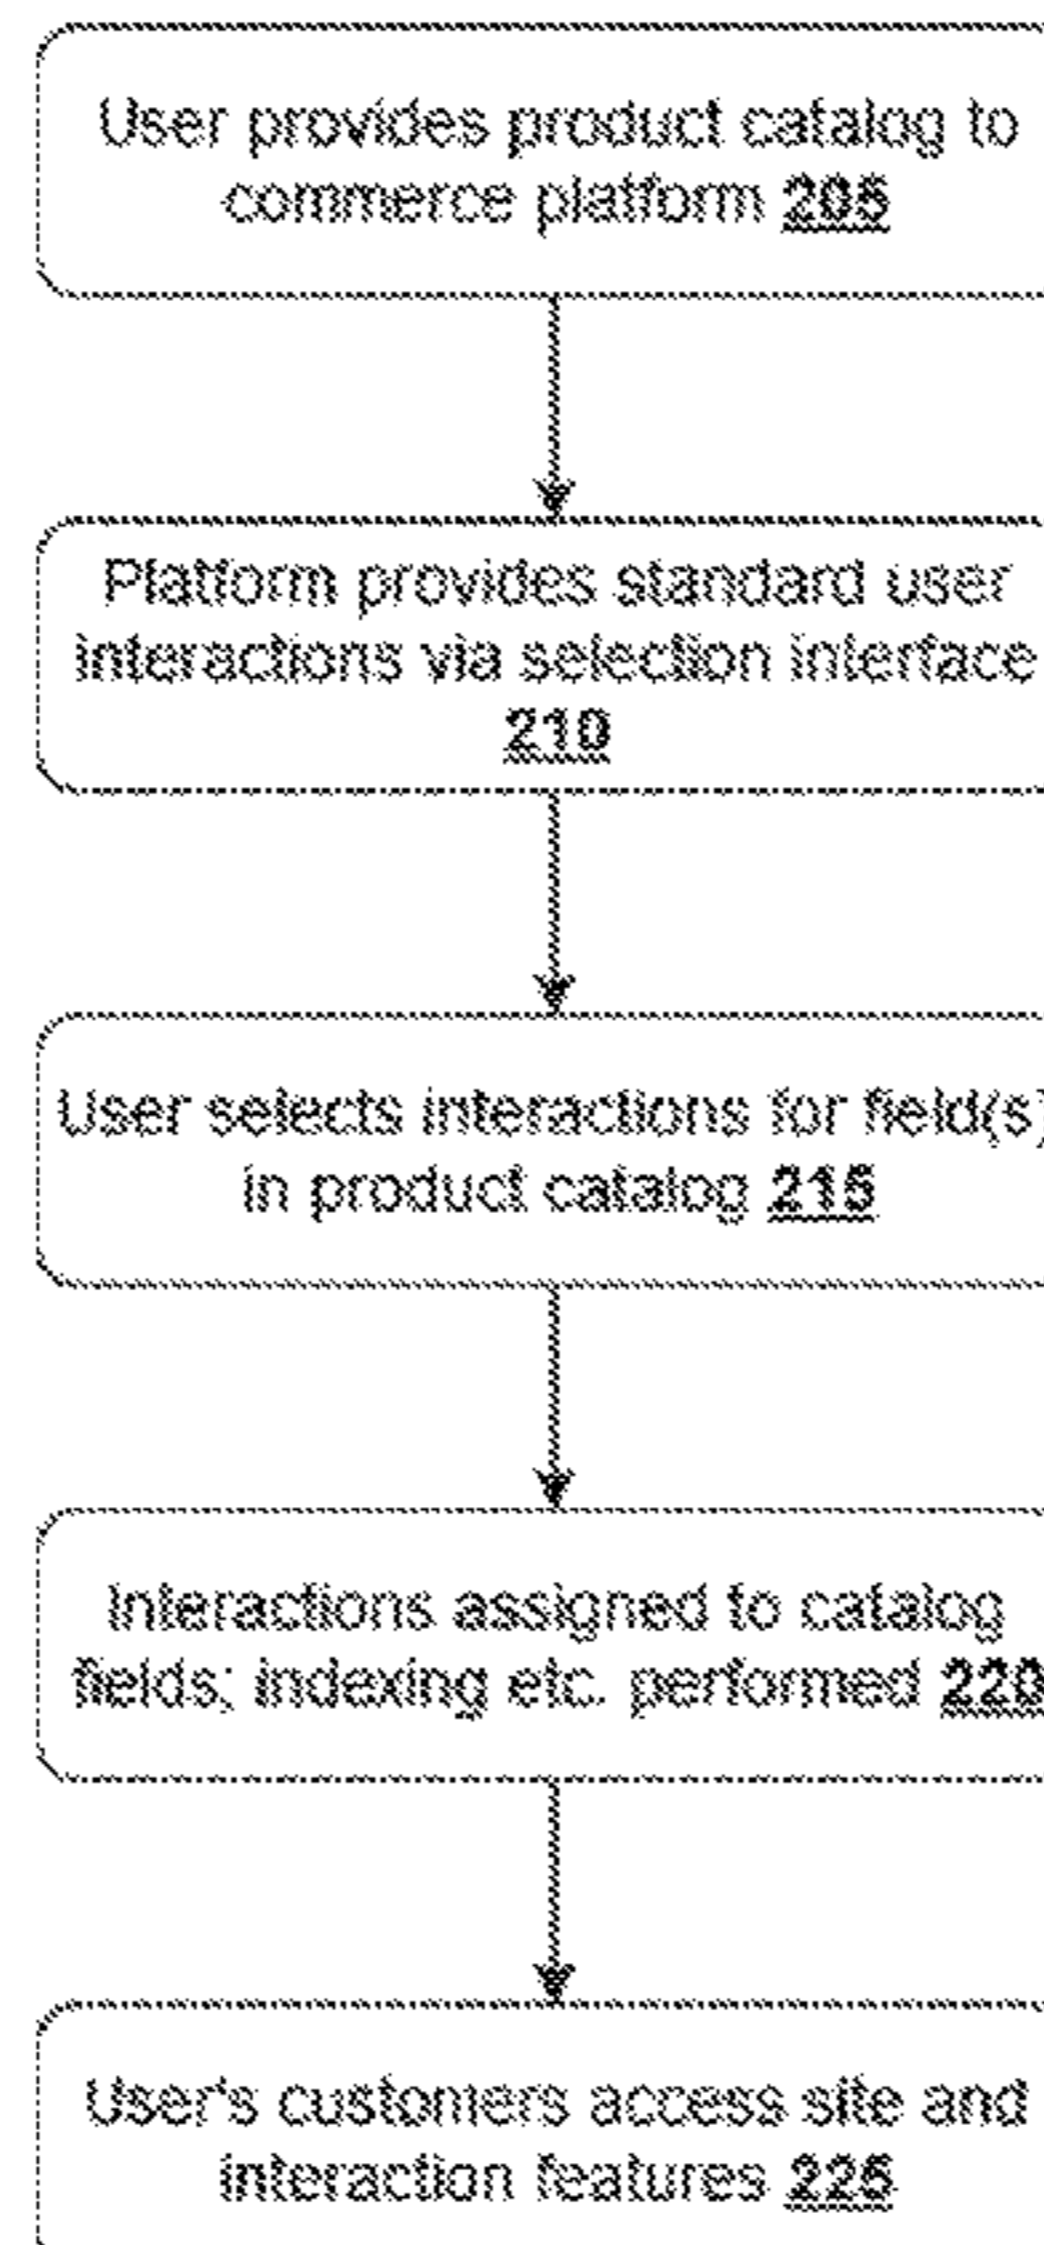 User provides product catalog to
commerce platform 205
Platform provides standard user
interactions via selection interface
210
User selects interactions for field(s)
in product catalog 215
Interactions assigned to catalog
fields; indexing etc. performed 220
User's customers access site and
interaction features 225